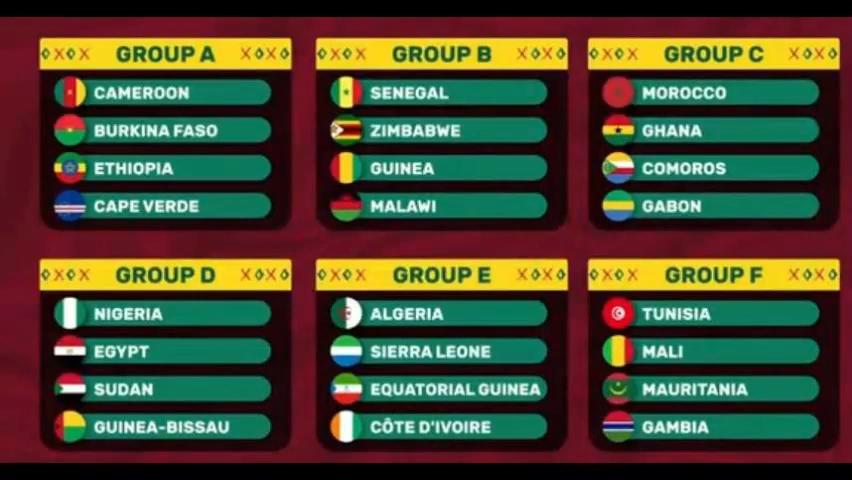 GROUP A
CAMEROON
BURKINA FASO
ETHIOPIA
CAPE VERDE
GROUP B
SENEGAL
ZIMBABWE
GUINEA
MALAWI
GROUP C
MOROCCO
GHANA
COMOROS
GABON
GROUP D
NIGERIA
EGYPT
SUDAN
GUINEA-BISSAU
GROUP E
ALGERIA
SIERRA LEONE
EQUATORIAL GUINEA
CÔTE D'IVOIRE
GROUP F
TUNISIA
MALI
MAURITANIA
GAMBIA